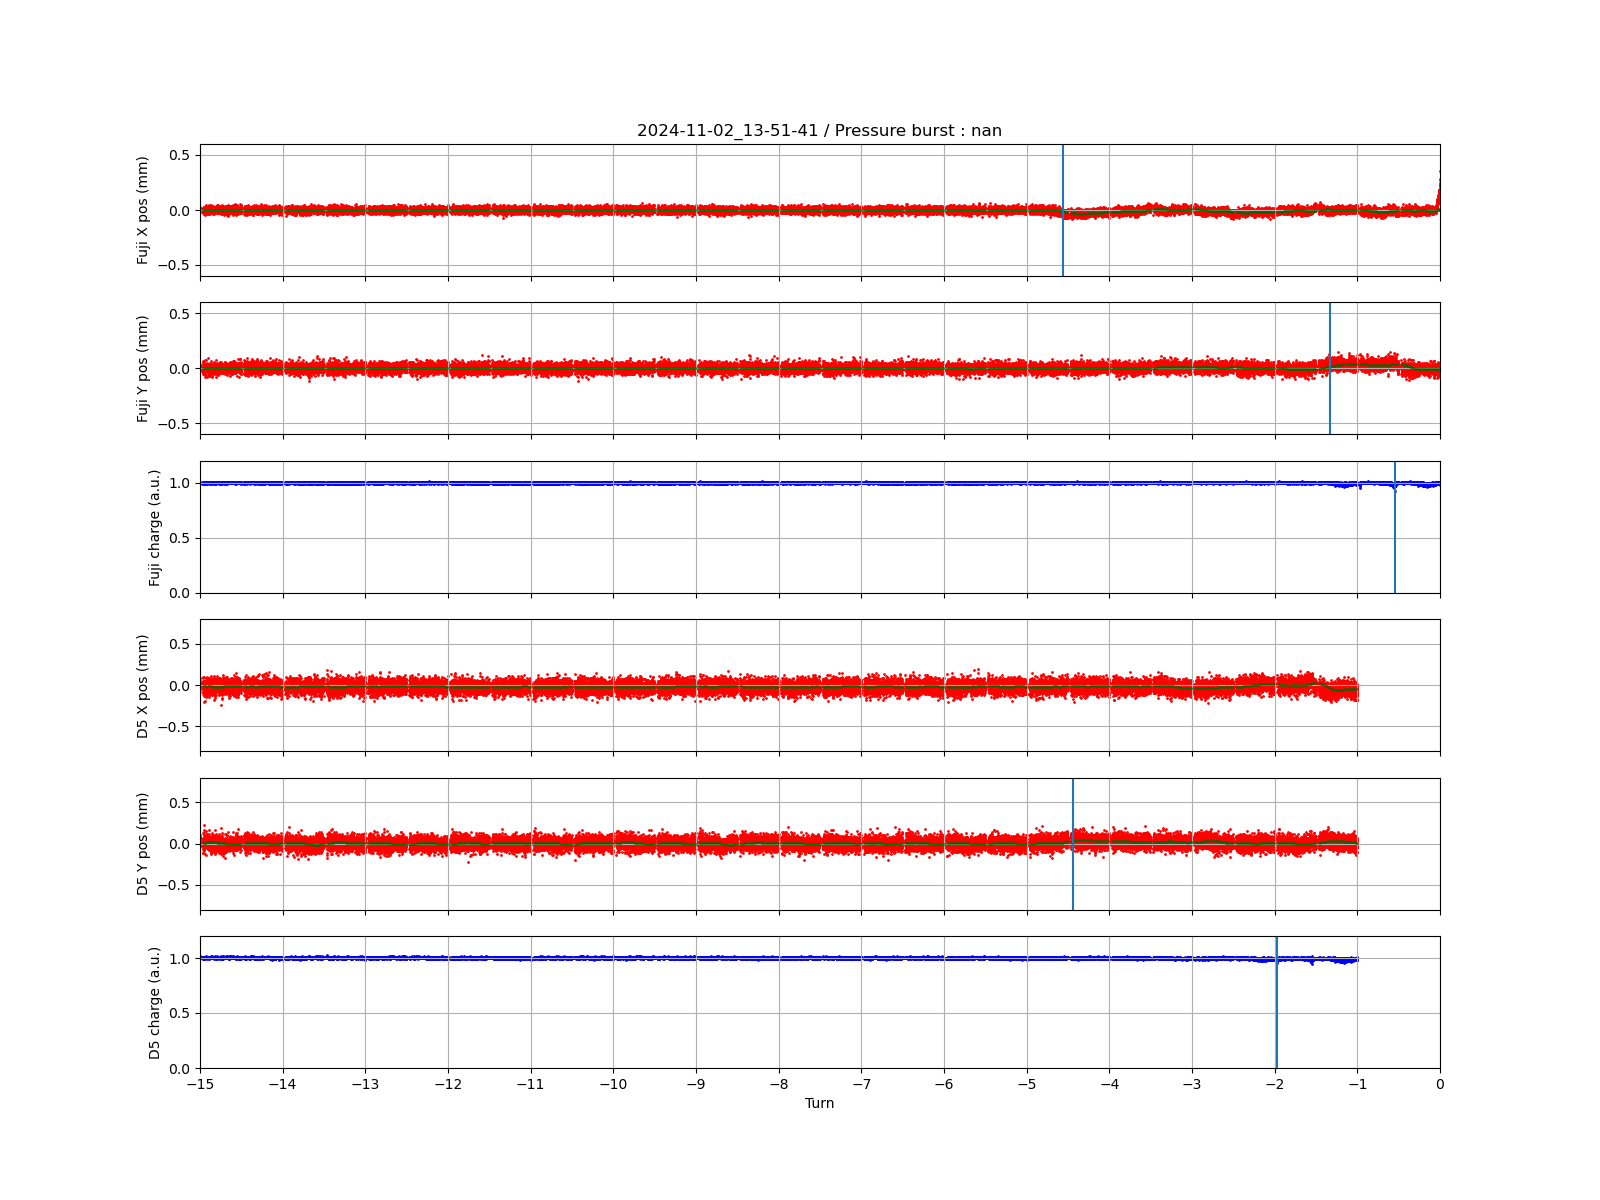 2024-11-02_13-51-41 / Pressure burst : nan
Fuji X pos (mm)
0.5
0.0
−0.5
Fuji Y pos (mm)
0.5
0.0
−0.5
Fuji charge (a.u.)
1.0
0.5
0.0
D5 X pos (mm)
0.5
0.0
−0.5
D5 Y pos (mm)
0.5
0.0
−0.5
D5 charge (a.u.)
1.0
0.5
0.0
−15 −14 −13 −12 −11 −10 −9 −8 −7 −6 −5 −4 −3 −2 −1 0
Turn